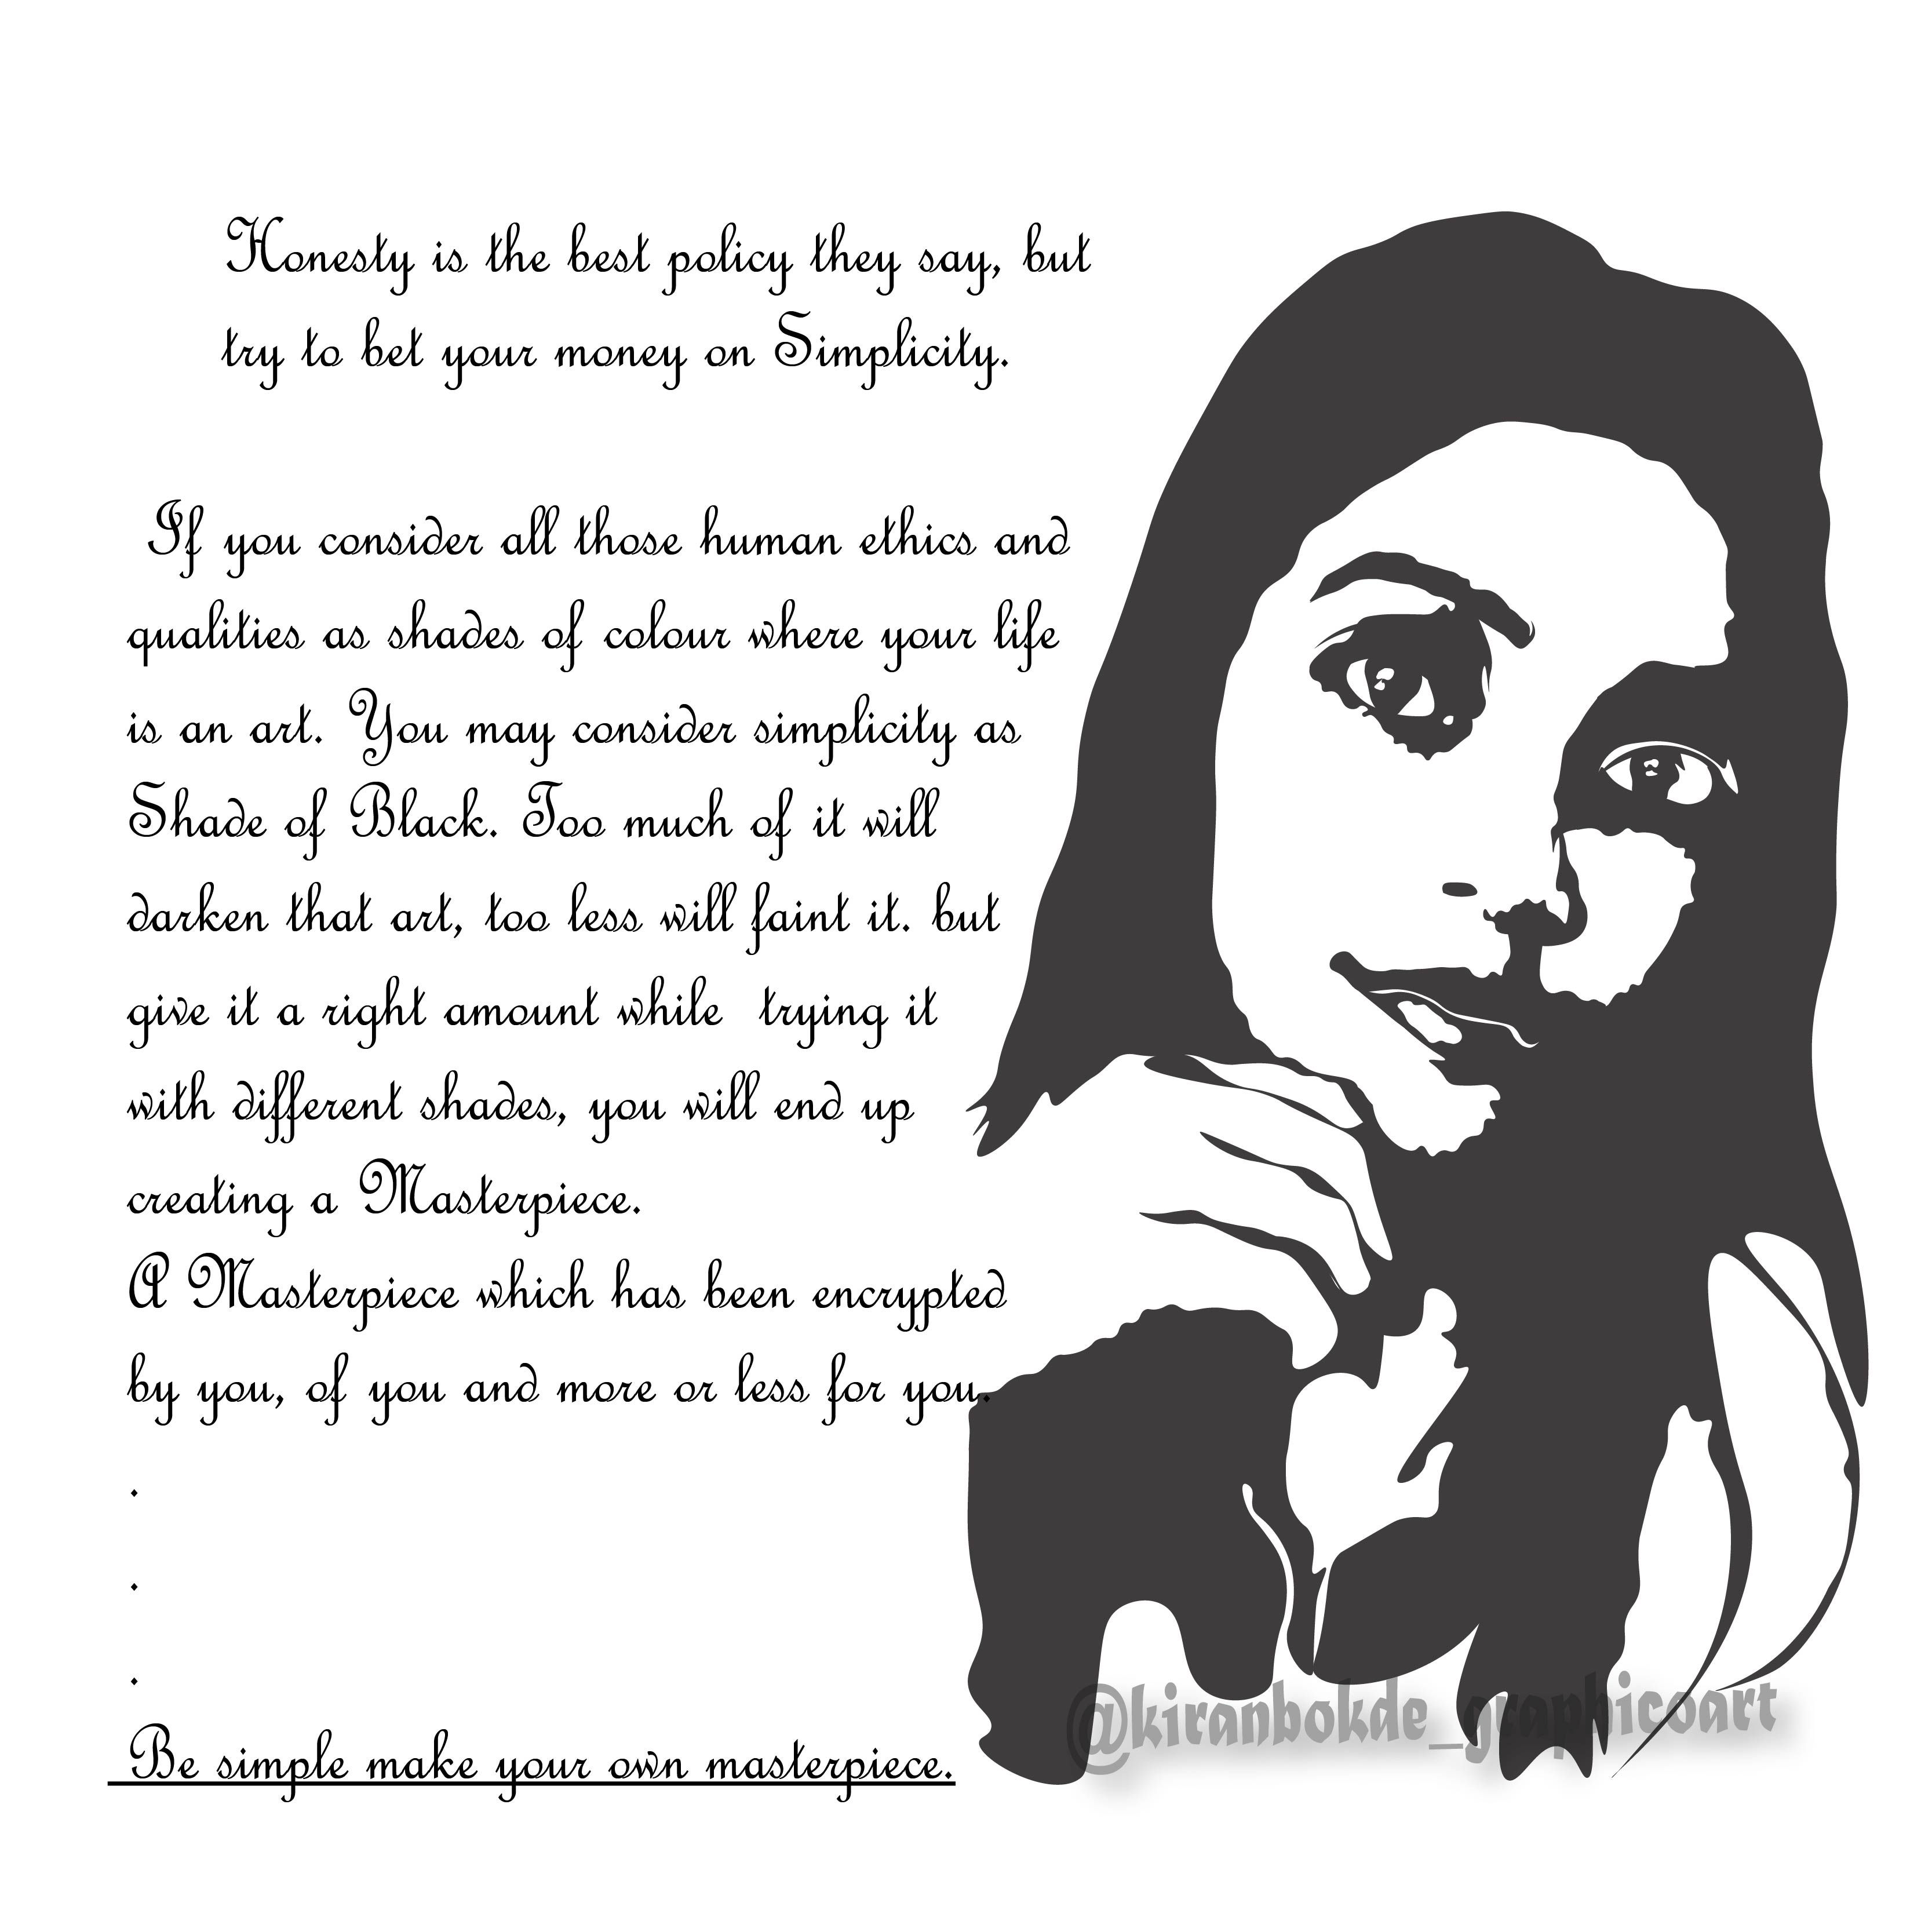 Honesty is the best policy they say, but
try to bet your money on Simplicity.
If you consider all those human ethics and
qualities as shades of colour where your life
is an art. You may consider simplicity as
Shade of Black. Too much of it will
darken that art, too less will faint it. but
give it a right amount while trying it
with different shades, you will end up
creating a Masterpiece.
A Masterpiece which has been encrypted
by you, of you and more or less for you.
.
.
.
Be simple make your own masterpiece.
@kiranbokde_graphicoart